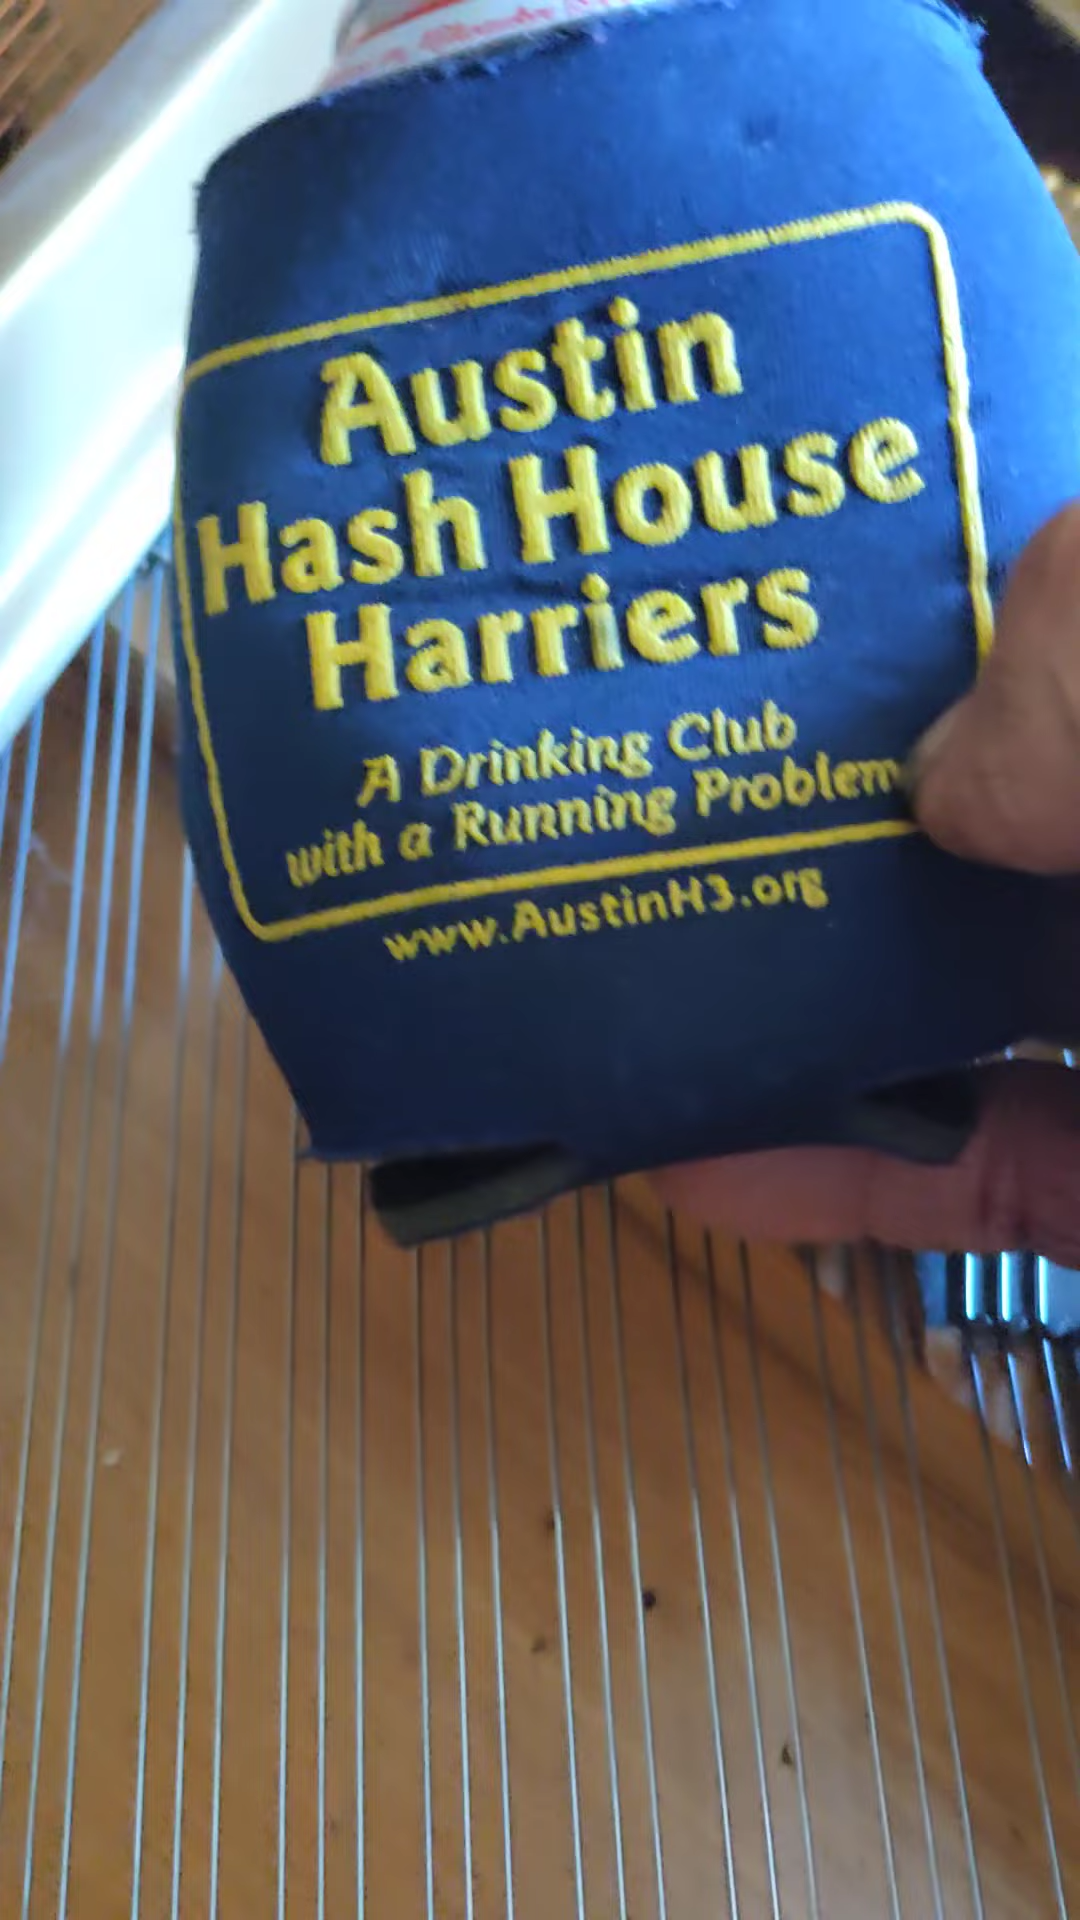 Austin
Hash House
Harriers
A Drinking Club
with a Running Problem
www.AustinH3.org